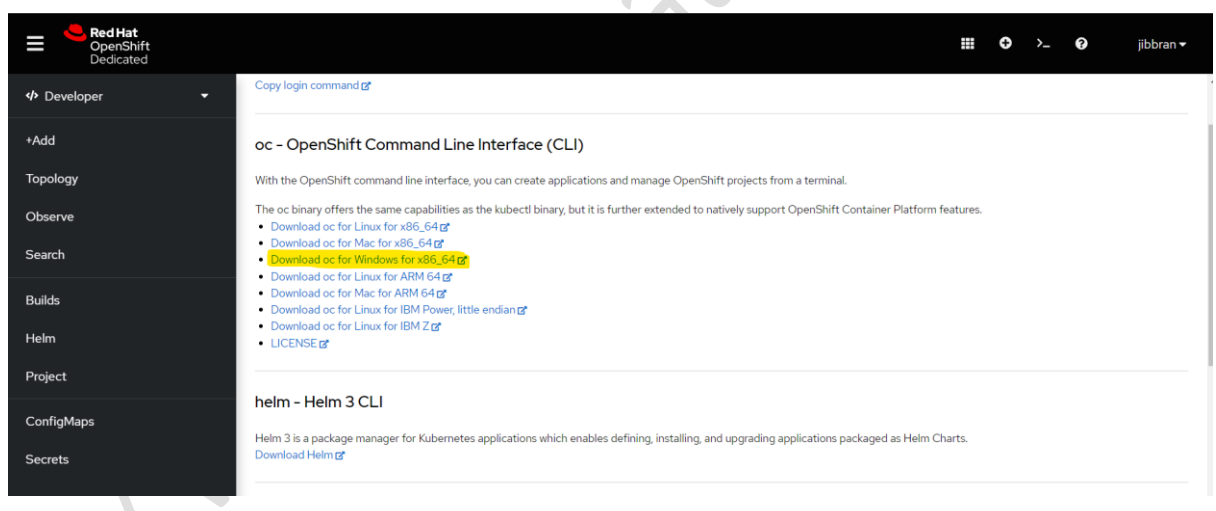 Red Hat
OpenShift
Dedicated
jibbran
Developer
+Add
Topology
Observe
Search
Builds
Helm
Project
ConfigMaps
Secrets
Copy login command
oc - OpenShift Command Line Interface (CLI)
With the OpenShift command line interface, you can create applications and manage OpenShift projects from a terminal.
The oc binary offers the same capabilities as the kubectl binary, but it is further extended to natively support OpenShift Container Platform features.
Download oc for Linux for x86_64
Download oc for Mac for x86_64
Download oc for Windows for x86_64
Download oc for Linux for ARM 64
Download oc for Mac for ARM 64
Download oc for Linux for IBM Power, little endian
Download oc for Linux for IBM Z
LICENSE
helm - Helm 3 CLI
Helm 3 is a package manager for Kubernetes applications which enables defining, installing, and upgrading applications packaged as Helm Charts.
Download Helm